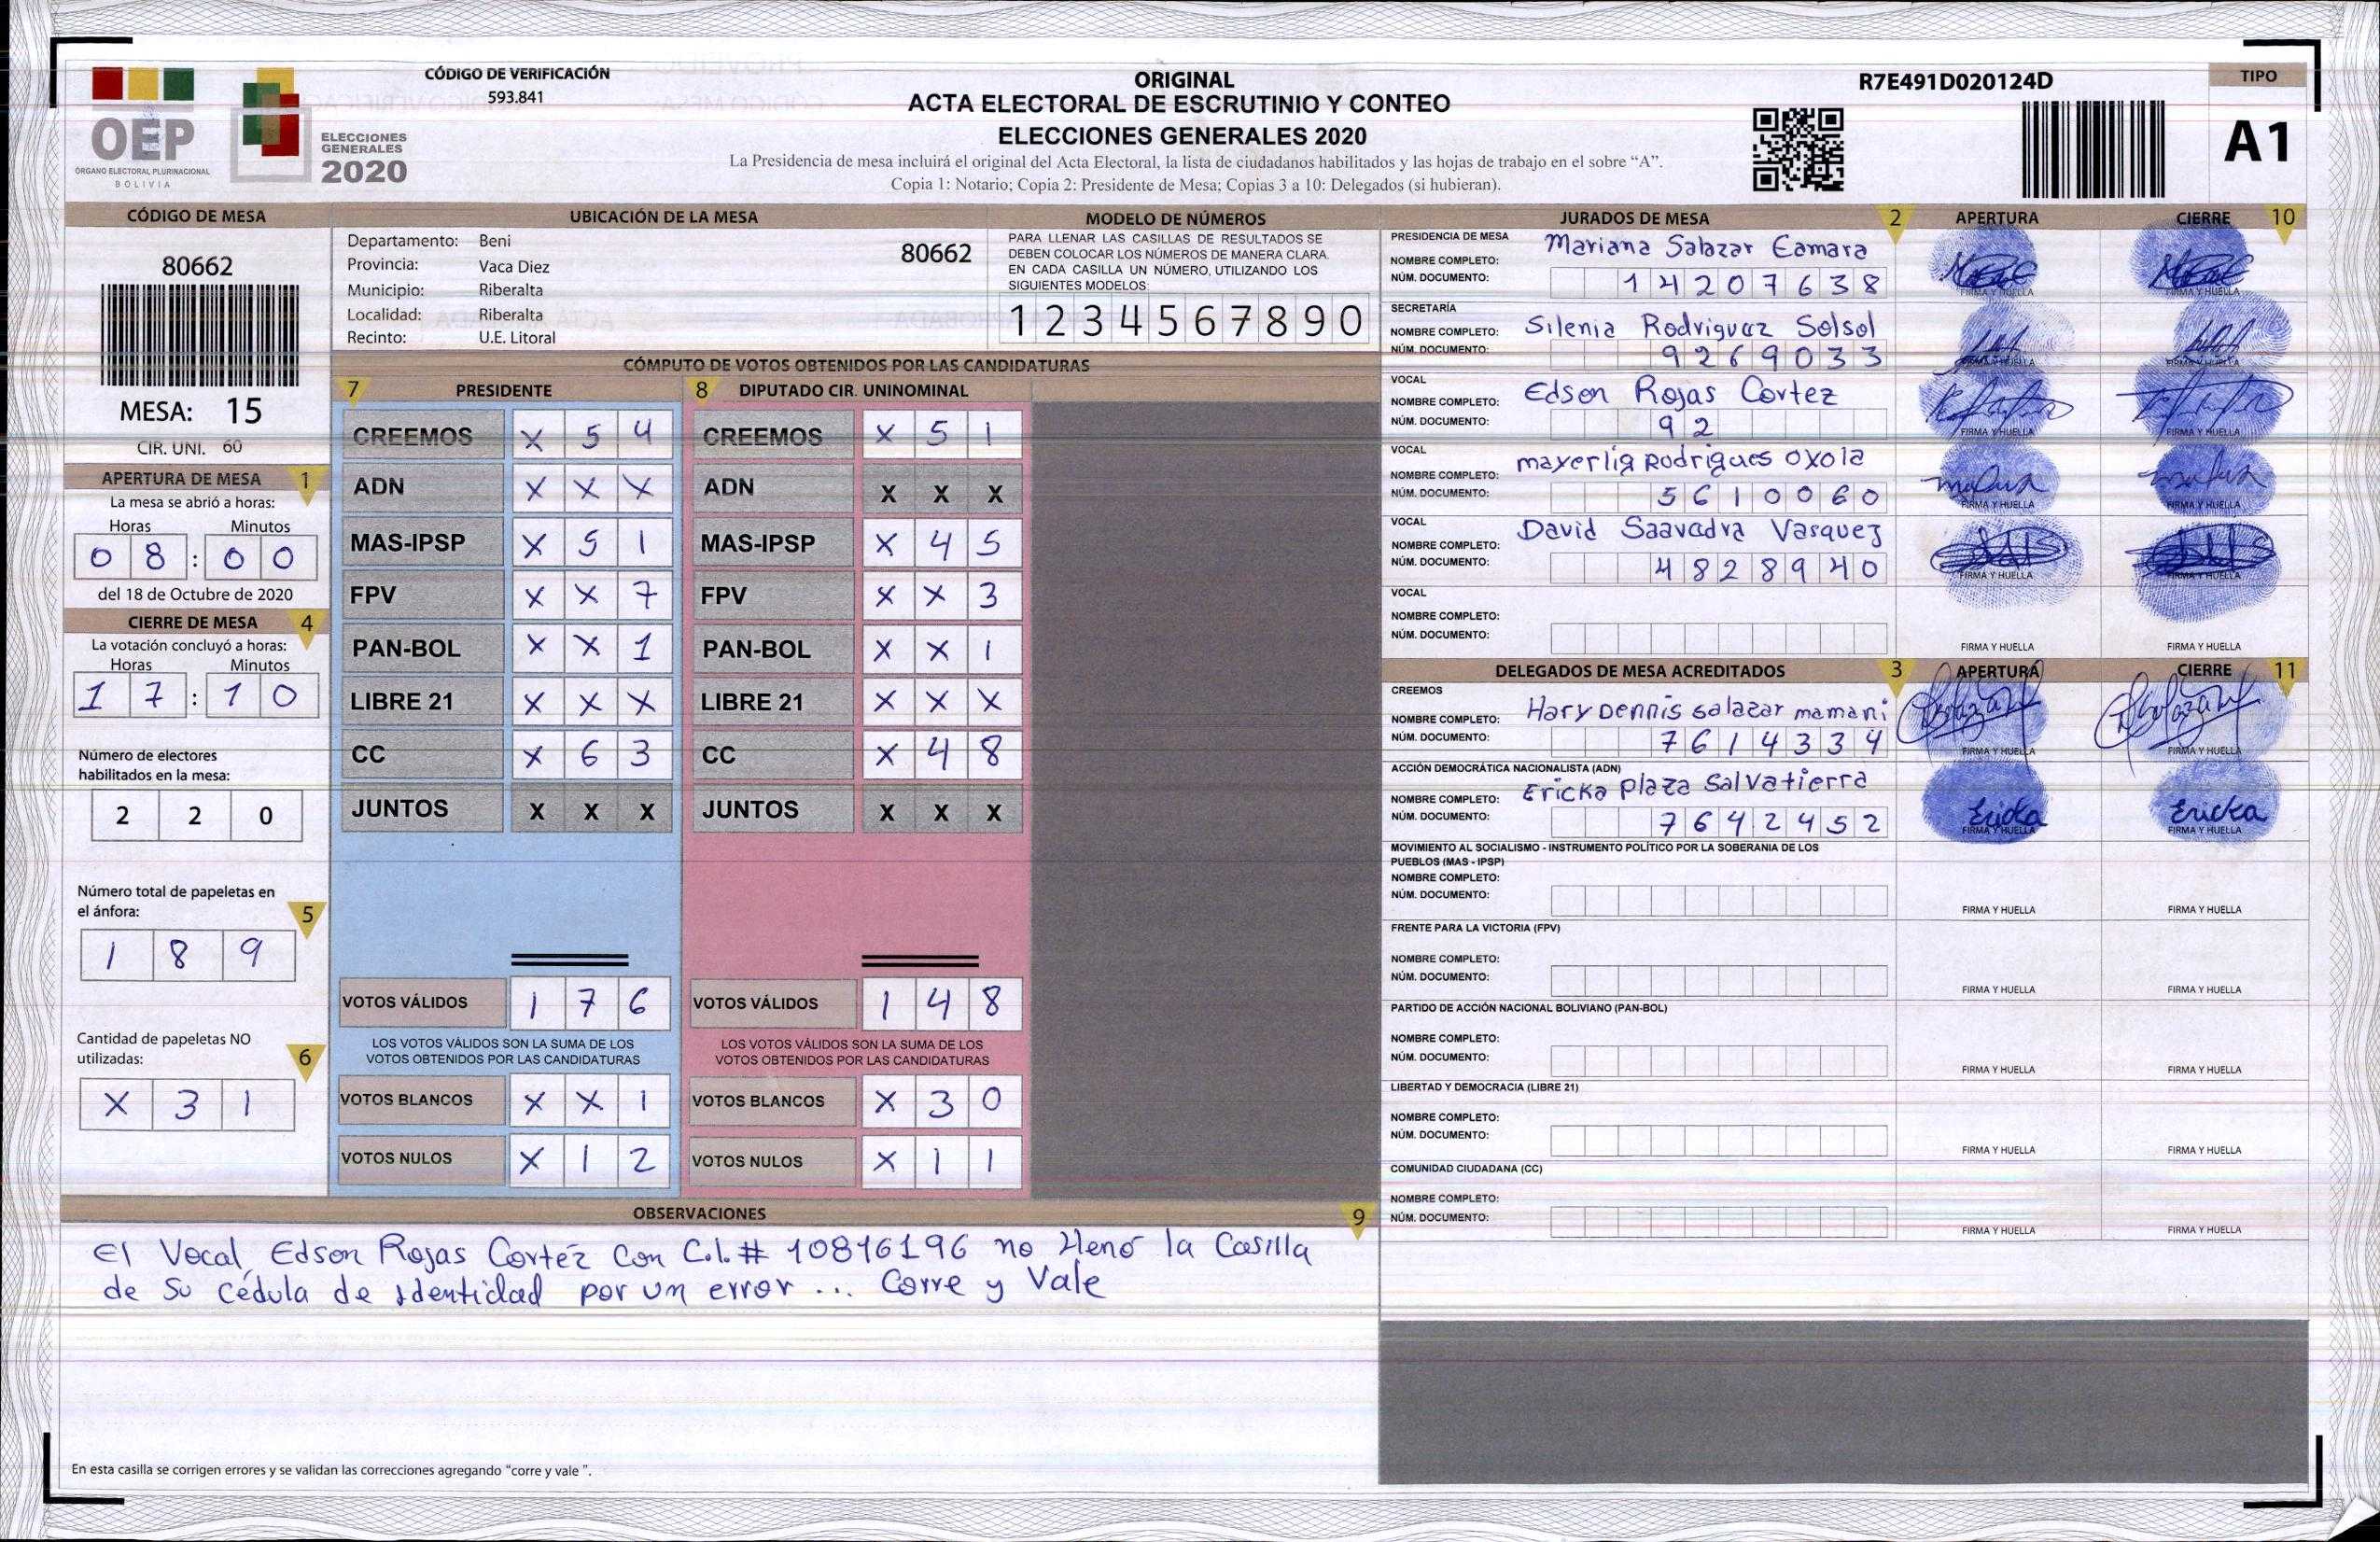 OEP
ÓRGANO ELECTORAL PLURINACIONAL
BOLIVIA
ELECCIONES
GENERALES
2020
CÓDIGO DE VERIFICACIÓN
593.841
ORIGINAL
ACTA ELECTORAL DE ESCRUTINIO Y CONTEO
ELECCIONES GENERALES 2020
La Presidencia de mesa incluirá el original del Acta Electoral, la lista de ciudadanos habilitados y las hojas de trabajo en el sobre “A”.
Copia 1: Notario; Copia 2: Presidente de Mesa; Copias 3 a 10: Delegados (si hubieran).
R7E491D020124D
TIPO
A1
CÓDIGO DE MESA
80662
MESA: 15
CIR. UNI. 60
APERTURA DE MESA 1
La mesa se abrió a horas:
Horas Minutos
0 8 : 0 0
del 18 de Octubre de 2020
CIERRE DE MESA 4
La votación concluyó a horas:
Horas Minutos
1 7 : 1 0
Número de electores
habilitados en la mesa:
2 2 0
Número total de papeletas en
el ánfora:
5
1 8 9
Cantidad de papeletas NO
utilizadas:
6
X 3 1
UBICACIÓN DE LA MESA
Departamento: Beni
80662
Provincia: Vaca Diez
Municipio: Riberalta
Localidad: Riberalta
Recinto: U.E. Litoral
MODELO DE NÚMEROS
PARA LLENAR LAS CASILLAS DE RESULTADOS SE
DEBEN COLOCAR LOS NÚMEROS DE MANERA CLARA.
EN CADA CASILLA UN NÚMERO, UTILIZANDO LOS
SIGUIENTES MODELOS:
1 2 3 4 5 6 7 8 9 0
CÓMPUTO DE VOTOS OBTENIDOS POR LAS CANDIDATURAS
7 PRESIDENTE
CREEMOS X 5 4
ADN X X X
MAS-IPSP X 5 1
FPV X X 7
PAN-BOL X X 1
LIBRE 21 X X X
CC X 6 3
JUNTOS X X X
VOTOS VÁLIDOS 1 7 6
LOS VOTOS VÁLIDOS SON LA SUMA DE LOS
VOTOS OBTENIDOS POR LAS CANDIDATURAS
VOTOS BLANCOS X X 1
VOTOS NULOS X 1 2
8 DIPUTADO CIR. UNINOMINAL
CREEMOS X 5 1
ADN X X X
MAS-IPSP X 4 5
FPV X X 3
PAN-BOL X X 1
LIBRE 21 X X X
CC X 4 8
JUNTOS X X X
VOTOS VÁLIDOS 1 4 8
LOS VOTOS VÁLIDOS SON LA SUMA DE LOS
VOTOS OBTENIDOS POR LAS CANDIDATURAS
VOTOS BLANCOS X 3 0
VOTOS NULOS X 1 1
OBSERVACIONES 9
El Vocal Edson Rojas Cortéz Con C.I. # 10816196 no Llenó la Casilla
de Su cédula de Identidad por un error ... Corre y Vale
En esta casilla se corrigen errores y se validan las correcciones agregando “corre y vale ”.
JURADOS DE MESA 2 APERTURA CIERRE 10
PRESIDENCIA DE MESA
NOMBRE COMPLETO: Mariana Salazar Camara
NÚM. DOCUMENTO: 1 4 2 0 7 6 3 8
FIRMA Y HUELLA FIRMA Y HUELLA
SECRETARÍA
NOMBRE COMPLETO: Silenia Rodriguez Solsol
NÚM. DOCUMENTO: 9 2 6 9 0 3 3
FIRMA Y HUELLA FIRMA Y HUELLA
VOCAL
NOMBRE COMPLETO: Edson Rojas Cortez
NÚM. DOCUMENTO: 9 2
FIRMA Y HUELLA FIRMA Y HUELLA
VOCAL
NOMBRE COMPLETO: mayerlig Rodrigues Oxola
NÚM. DOCUMENTO: 5 6 1 0 0 6 0
FIRMA Y HUELLA FIRMA Y HUELLA
VOCAL
NOMBRE COMPLETO: David Saavedra Vasquez
NÚM. DOCUMENTO: 4 8 2 8 9 4 0
FIRMA Y HUELLA FIRMA Y HUELLA
VOCAL
NOMBRE COMPLETO:
NÚM. DOCUMENTO:
FIRMA Y HUELLA FIRMA Y HUELLA
DELEGADOS DE MESA ACREDITADOS 3 APERTURA CIERRE 11
CREEMOS
NOMBRE COMPLETO: Hary Dennis salazar mamani
NÚM. DOCUMENTO: 7 6 1 4 3 3 4
FIRMA Y HUELLA FIRMA Y HUELLA
ACCIÓN DEMOCRÁTICA NACIONALISTA (ADN)
NOMBRE COMPLETO: Ericka plaza Salvatierra
NÚM. DOCUMENTO: 7 6 4 2 4 5 2
Ericka Ericka
FIRMA Y HUELLA FIRMA Y HUELLA
MOVIMIENTO AL SOCIALISMO - INSTRUMENTO POLÍTICO POR LA SOBERANIA DE LOS
PUEBLOS (MAS - IPSP)
NOMBRE COMPLETO:
NÚM. DOCUMENTO:
FIRMA Y HUELLA FIRMA Y HUELLA
FRENTE PARA LA VICTORIA (FPV)
NOMBRE COMPLETO:
NÚM. DOCUMENTO:
FIRMA Y HUELLA FIRMA Y HUELLA
PARTIDO DE ACCIÓN NACIONAL BOLIVIANO (PAN-BOL)
NOMBRE COMPLETO:
NÚM. DOCUMENTO:
FIRMA Y HUELLA FIRMA Y HUELLA
LIBERTAD Y DEMOCRACIA (LIBRE 21)
NOMBRE COMPLETO:
NÚM. DOCUMENTO:
FIRMA Y HUELLA FIRMA Y HUELLA
COMUNIDAD CIUDADANA (CC)
NOMBRE COMPLETO:
NÚM. DOCUMENTO:
FIRMA Y HUELLA FIRMA Y HUELLA